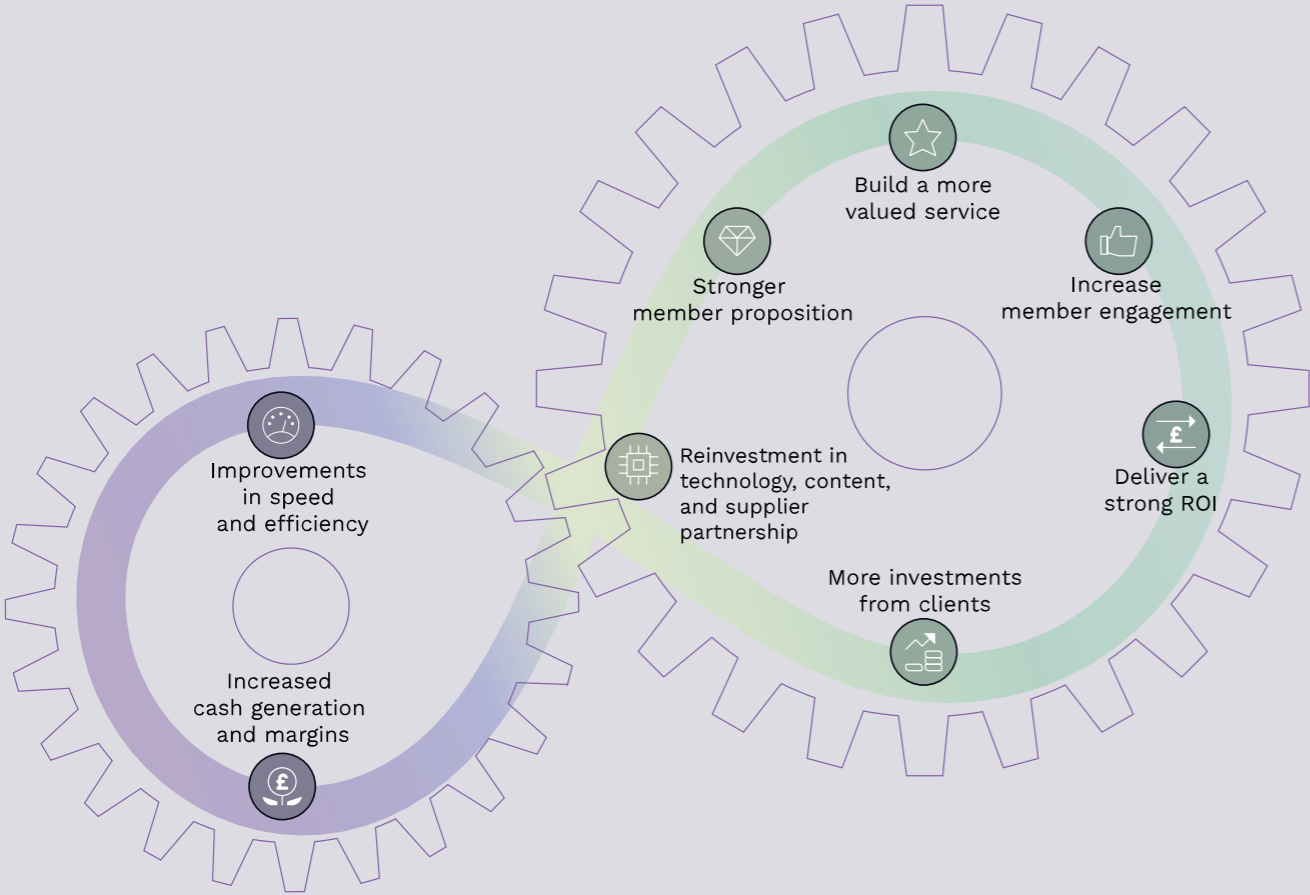 Build a more
valued service
Stronger
member proposition
Increase
member engagement
Reinvestment in
technology, content,
and supplier
partnership
£
Deliver a
strong ROI
More investments
from clients
Improvements
in speed
and efficiency
Increased
cash generation
and margins
£